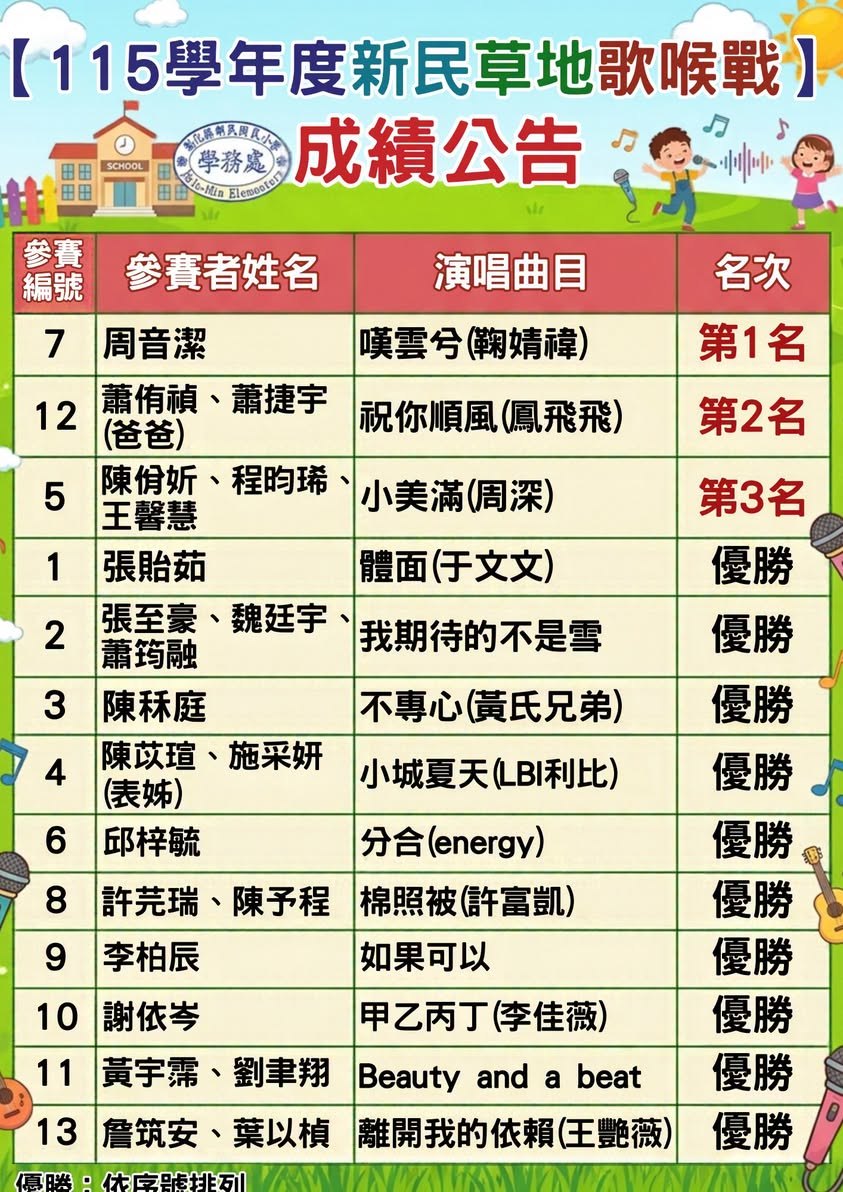 【115學年度新民草地歌喉戰】
成績公告
SCHOOL
學務處
參賽
編號
參賽者姓名
演唱曲目
名次
7 周音潔 嘆雲兮(鞠婧禕) 第1名
12 蕭侑禎、蕭捷宇
(爸爸) 祝你順風(鳳飛飛) 第2名
5 陳佾妡、程昀琋、
王馨慧 小美滿(周深) 第3名
1 張貽茹 體面(于文文) 優勝
2 張至豪、魏廷宇、
蕭筠融 我期待的不是雪 優勝
3 陳秝庭 不專心(黃氏兄弟) 優勝
4 陳苡瑄、施采妍
(表姊) 小城夏天(LBI利比) 優勝
6 邱梓毓 分合(energy) 優勝
8 許芫瑞、陳予程 棉照被(許富凱) 優勝
9 李柏辰 如果可以 優勝
10 謝依岑 甲乙丙丁(李佳薇) 優勝
11 黃宇霈、劉聿翔 Beauty and a beat 優勝
13 詹筑安、葉以楨 離開我的依賴(王艷薇) 優勝
優勝：依序號排列